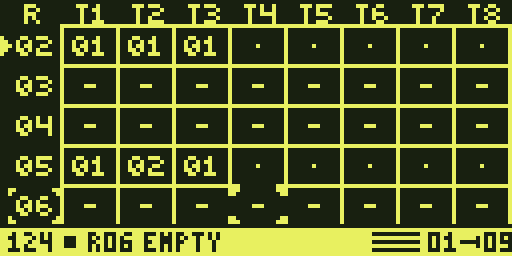 R T1 T2 T3 T4 T5 T6 T7 T8
02 01 01 01 · · · · ·
03 - - - - - - - -
04 - - - - - - - -
05 01 02 01 · · · · ·
[06] - - - - - - - -
124 ■ R06 EMPTY 01→09